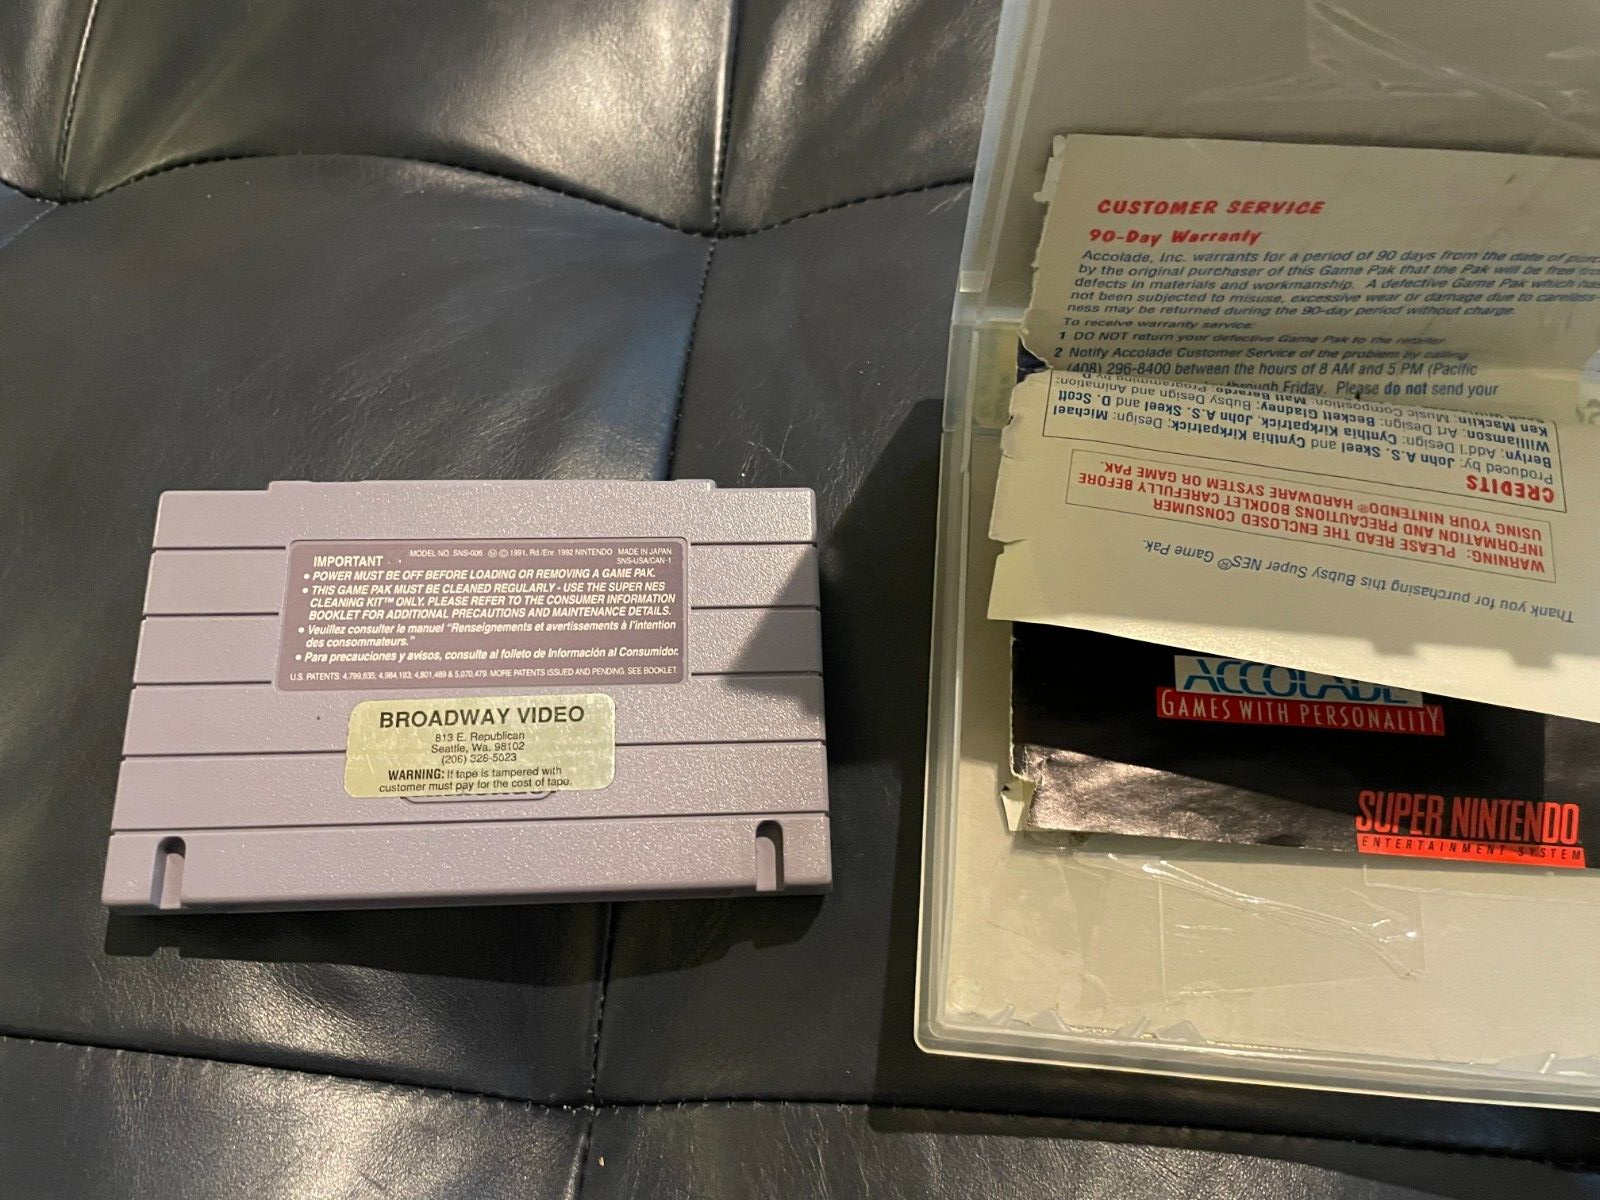 IMPORTANT
MODEL NO. SNS-006 Ⓜ © 1991, Rd./Enr. 1992 NINTENDO MADE IN JAPAN
SNS-USA/CAN-1
• POWER MUST BE OFF BEFORE LOADING OR REMOVING A GAME PAK.
• THIS GAME PAK MUST BE CLEANED REGULARLY - USE THE SUPER NES
CLEANING KIT™ ONLY. PLEASE REFER TO THE CONSUMER INFORMATION
BOOKLET FOR ADDITIONAL PRECAUTIONS AND MAINTENANCE DETAILS.
• Veuillez consulter le manuel "Renseignements et avertissements à l'intention
des consommateurs."
• Para precauciones y avisos, consulte al folleto de Información al Consumidor.
U.S. PATENTS: 4,799,635; 4,984,193; 4,801,489 & 5,070,479. MORE PATENTS ISSUED AND PENDING. SEE BOOKLET.
BROADWAY VIDEO
813 E. Republican
Seattle, Wa. 98102
(206) 328-5023
WARNING: If tape is tampered with
customer must pay for the cost of tape.
CUSTOMER SERVICE
90-Day Warranty
Accolade, Inc. warrants for a period of 90 days from the date of
by the original purchaser of this Game Pak that the Pak will be free
defects in materials and workmanship. A defective Game Pak which has
not been subjected to misuse, excessive wear or damage due to careless-
ness may be returned during the 90-day period without charge.
To receive warranty service:
1 DO NOT return your defective Game Pak to the retailer.
2 Notify Accolade Customer Service of the problem by calling
(408) 296-8400 between the hours of 8 AM and 5 PM (Pacific
through Friday. Please do not send your
Thank you for purchasing this Bubsy Super NES® Game Pak.
WARNING: PLEASE READ THE ENCLOSED CONSUMER
INFORMATION AND PRECAUTIONS BOOKLET CAREFULLY BEFORE
USING YOUR NINTENDO® HARDWARE SYSTEM OR GAME PAK.
CREDITS
Produced by: John A.S. Skeel and Cynthia Kirkpatrick; Design: Michael
Berlyn; Add'l Design: Cynthia Kirkpatrick, John A.S. Skeel and D. Scott
Williamson; Art Design: Beckett Gladney; Bubsy Design and Animation:
Ken Macklin; Music Composition: Matt Berardo; Programming by
ACCOLADE
GAMES WITH PERSONALITY
SUPER NINTENDO
ENTERTAINMENT SYSTEM